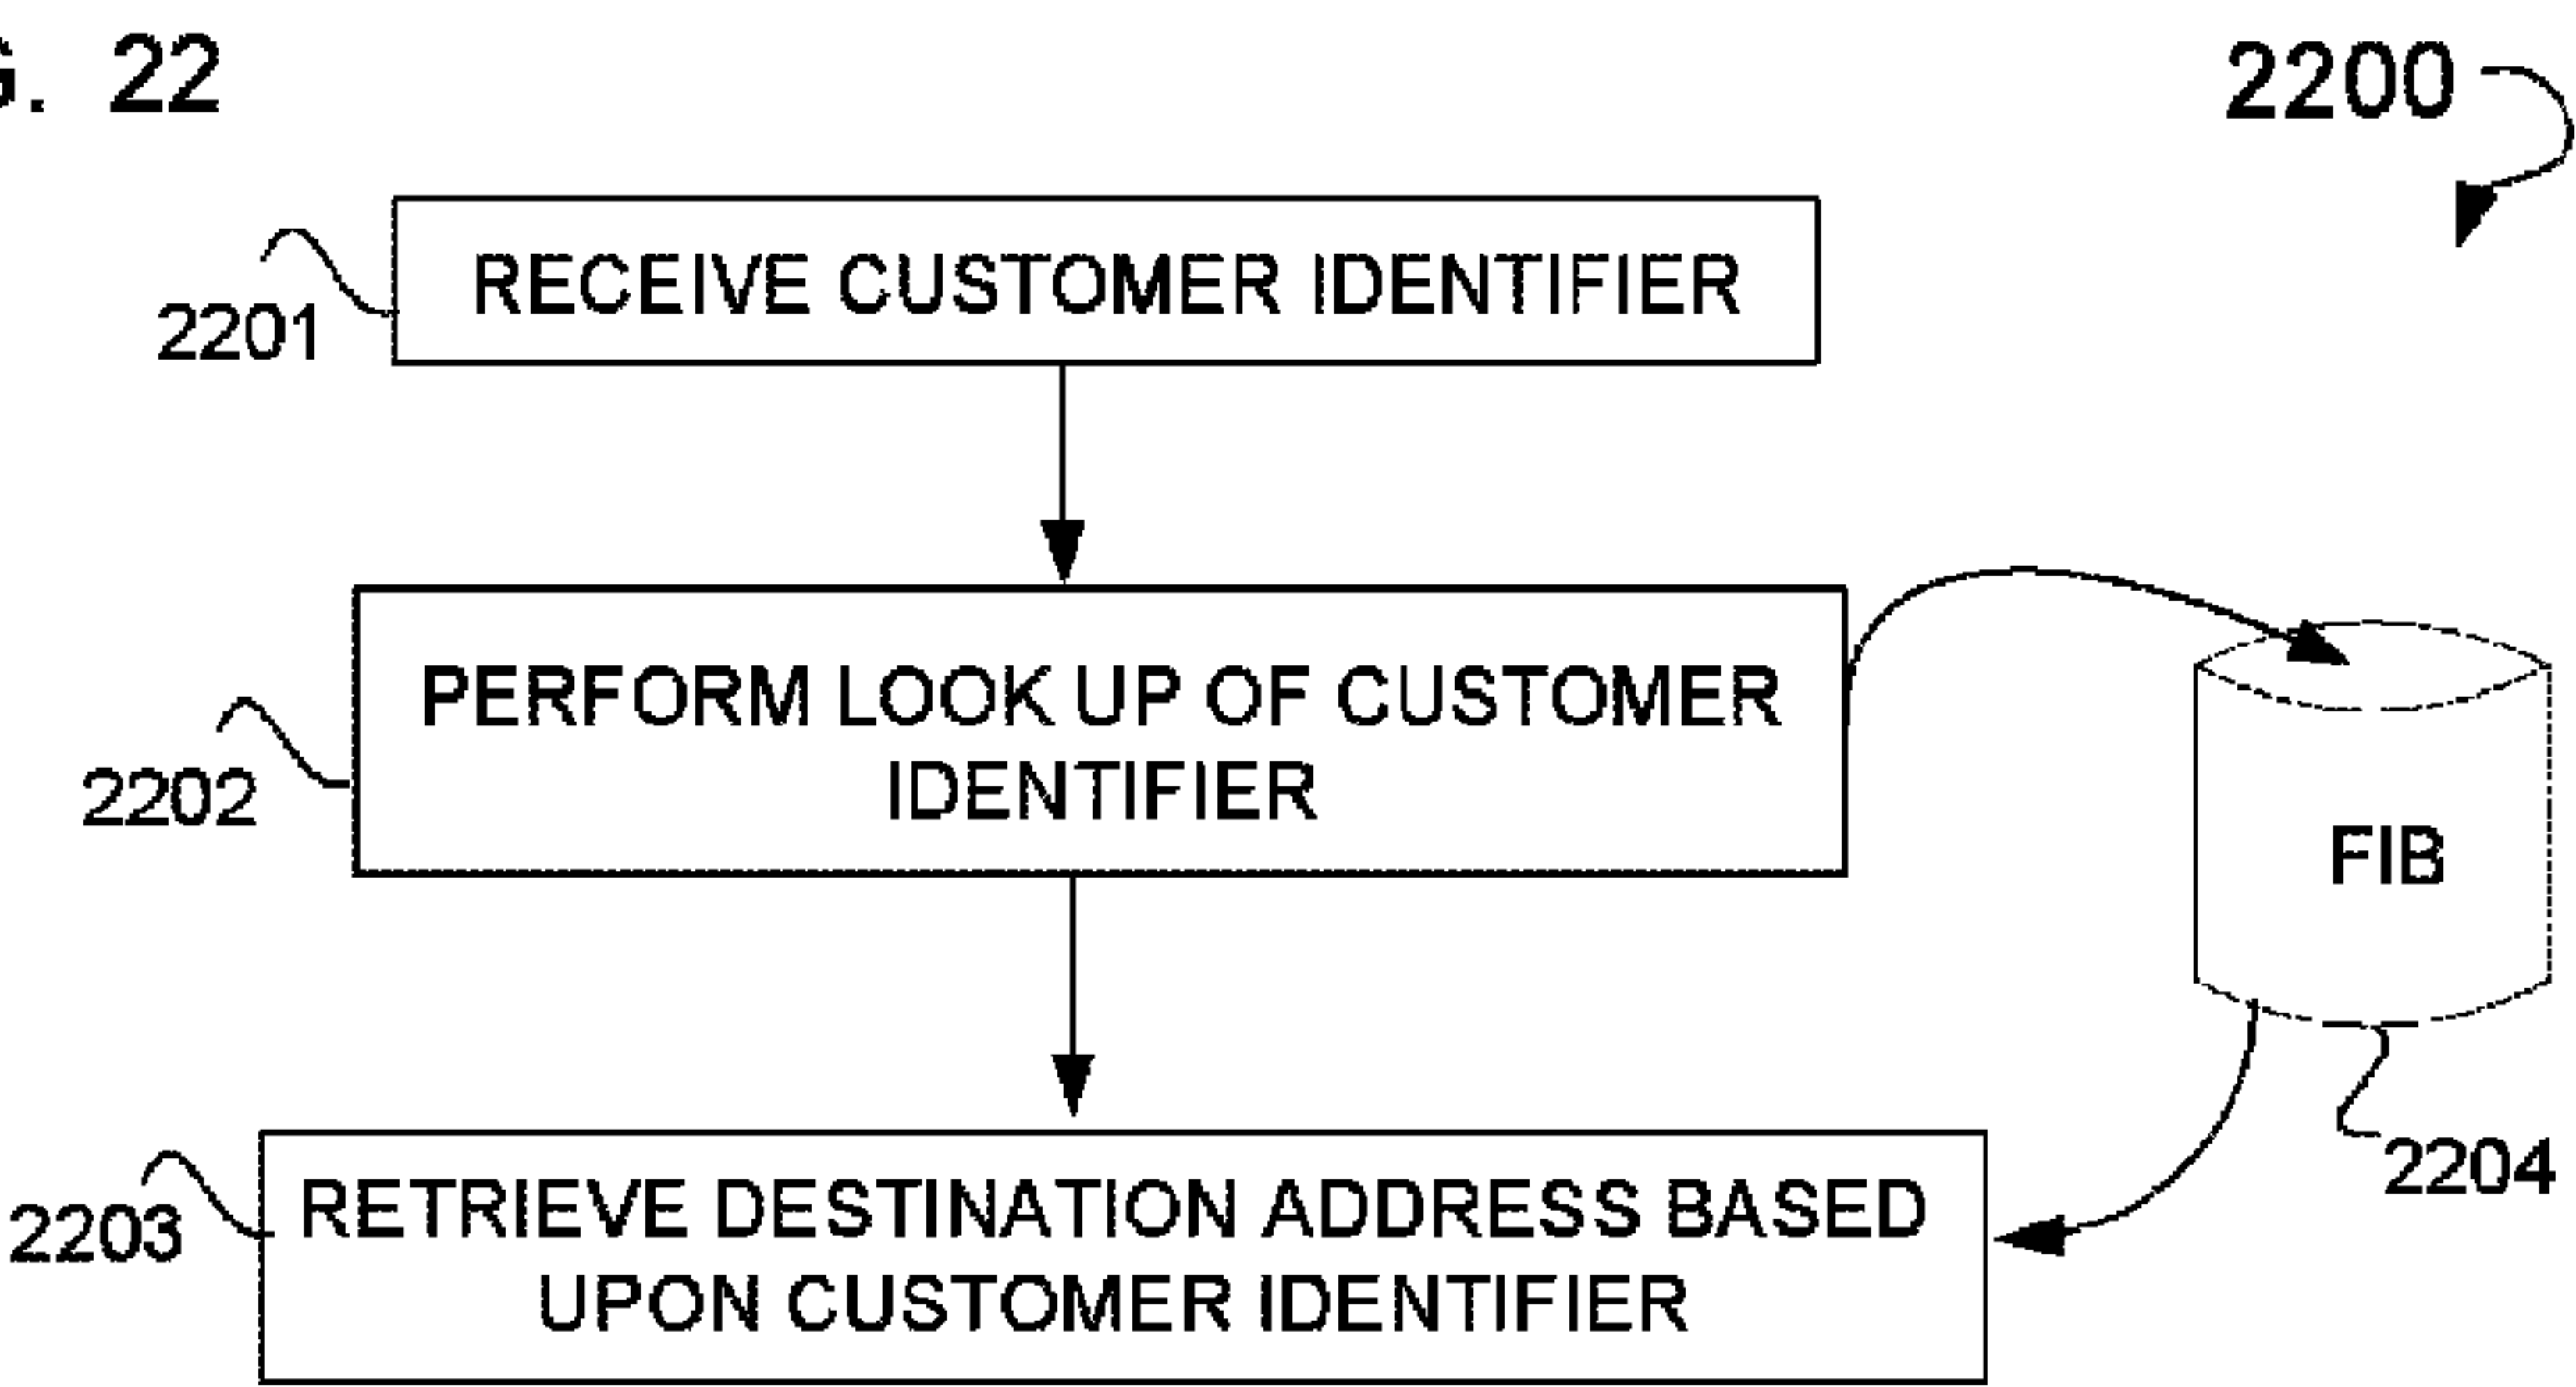 G. 22
2200
RECEIVE CUSTOMER IDENTIFIER
2201
PERFORM LOOK UP OF CUSTOMER
IDENTIFIER
2202
FIB
RETRIEVE DESTINATION ADDRESS BASED
UPON CUSTOMER IDENTIFIER
2203
2204